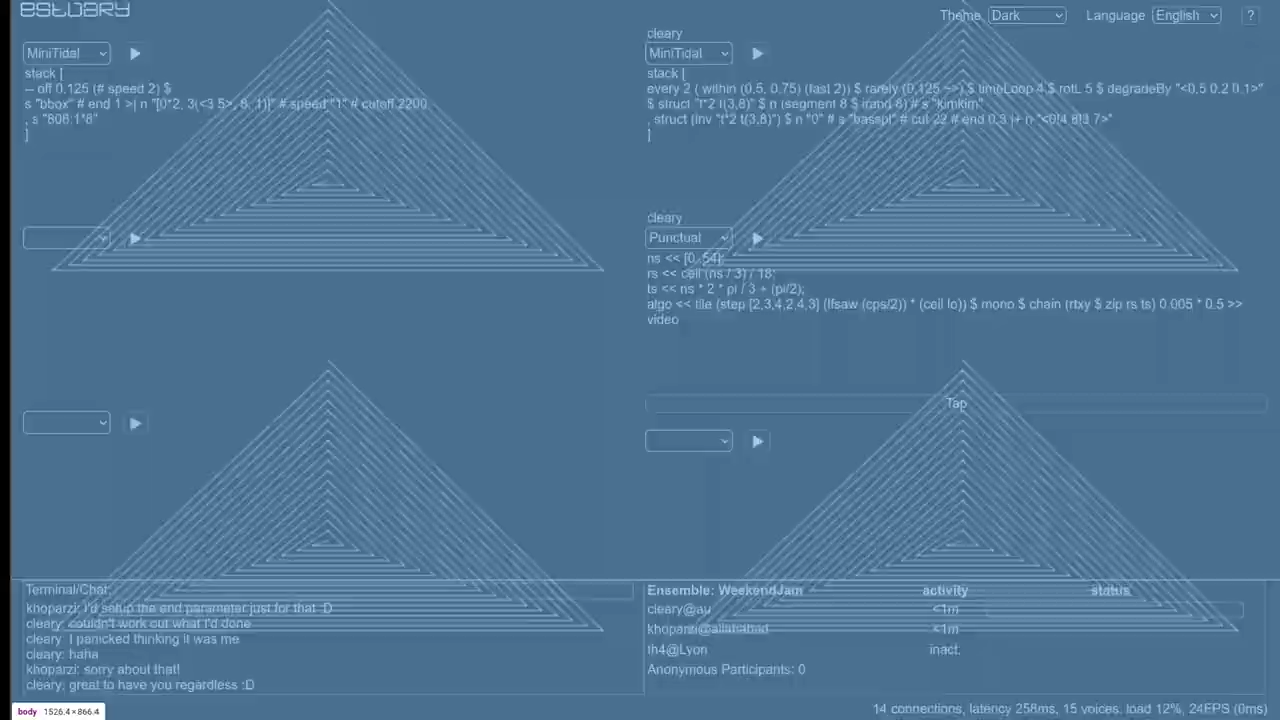 estuary
Theme Dark Language English ?
MiniTidal
stack [
-- off 0.125 (# speed 2) $
s "bbox" # end 1 >| n "[0*2, 3(<3 5>, 8, 1)]" # speed "1" # cutoff 2200
, s "808:1*8"
]
cleary
MiniTidal
stack [
every 2 ( within (0.5, 0.75) (fast 2)) $ rarely (0.125 ~>) $ timeLoop 4 $ rotL 5 $ degradeBy "<0.5 0.2 0.1>"
$ struct "t*2 t(3,8)" $ n (segment 8 $ irand 8) # s "kimkim"
, struct (inv "t*2 t(3,8)") $ n "0" # s "basspl" # cut 22 # end 0.3 |+ n "<0!4 8!3 7>"
]
cleary
Punctual
ns << [0..54];
rs << ceil (ns / 3) / 18;
ts << ns * 2 * pi / 3 + (pi/2);
algo << tile (step [2,3,4,2,4,3] (lfsaw (cps/2)) * (ceil lo)) $ mono $ chain (rtxy $ zip rs ts) 0.005 * 0.5 >>
video
Tap
Terminal/Chat:
khoparzi: I'd setup the end parameter just for that :D
cleary: couldn't work out what I'd done
cleary: I panicked thinking it was me
cleary: haha
khoparzi: sorry about that!
cleary: great to have you regardless :D
Ensemble: WeekendJam activity status
cleary@au <1m
khoparzi@allahabad <1m
th4@Lyon inact.
Anonymous Participants: 0
body 1526.4×866.4
14 connections, latency 258ms, 15 voices, load 12%, 24FPS (0ms)